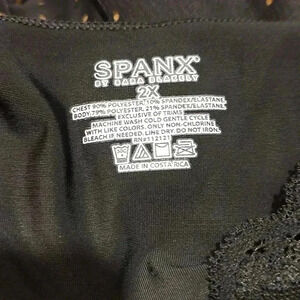 SPANX®
BY SARA BLAKELY
2X
CHEST 90% POLYESTER, 10% SPANDEX/ELASTANE
BODY 79% POLYESTER, 21% SPANDEX/ELASTANE
EXCLUSIVE OF TRIMS
MACHINE WASH COLD GENTLE CYCLE
WITH LIKE COLORS. ONLY NON-CHLORINE
BLEACH IF NEEDED. LINE DRY. DO NOT IRON.
RN#112121
MADE IN COSTA RICA